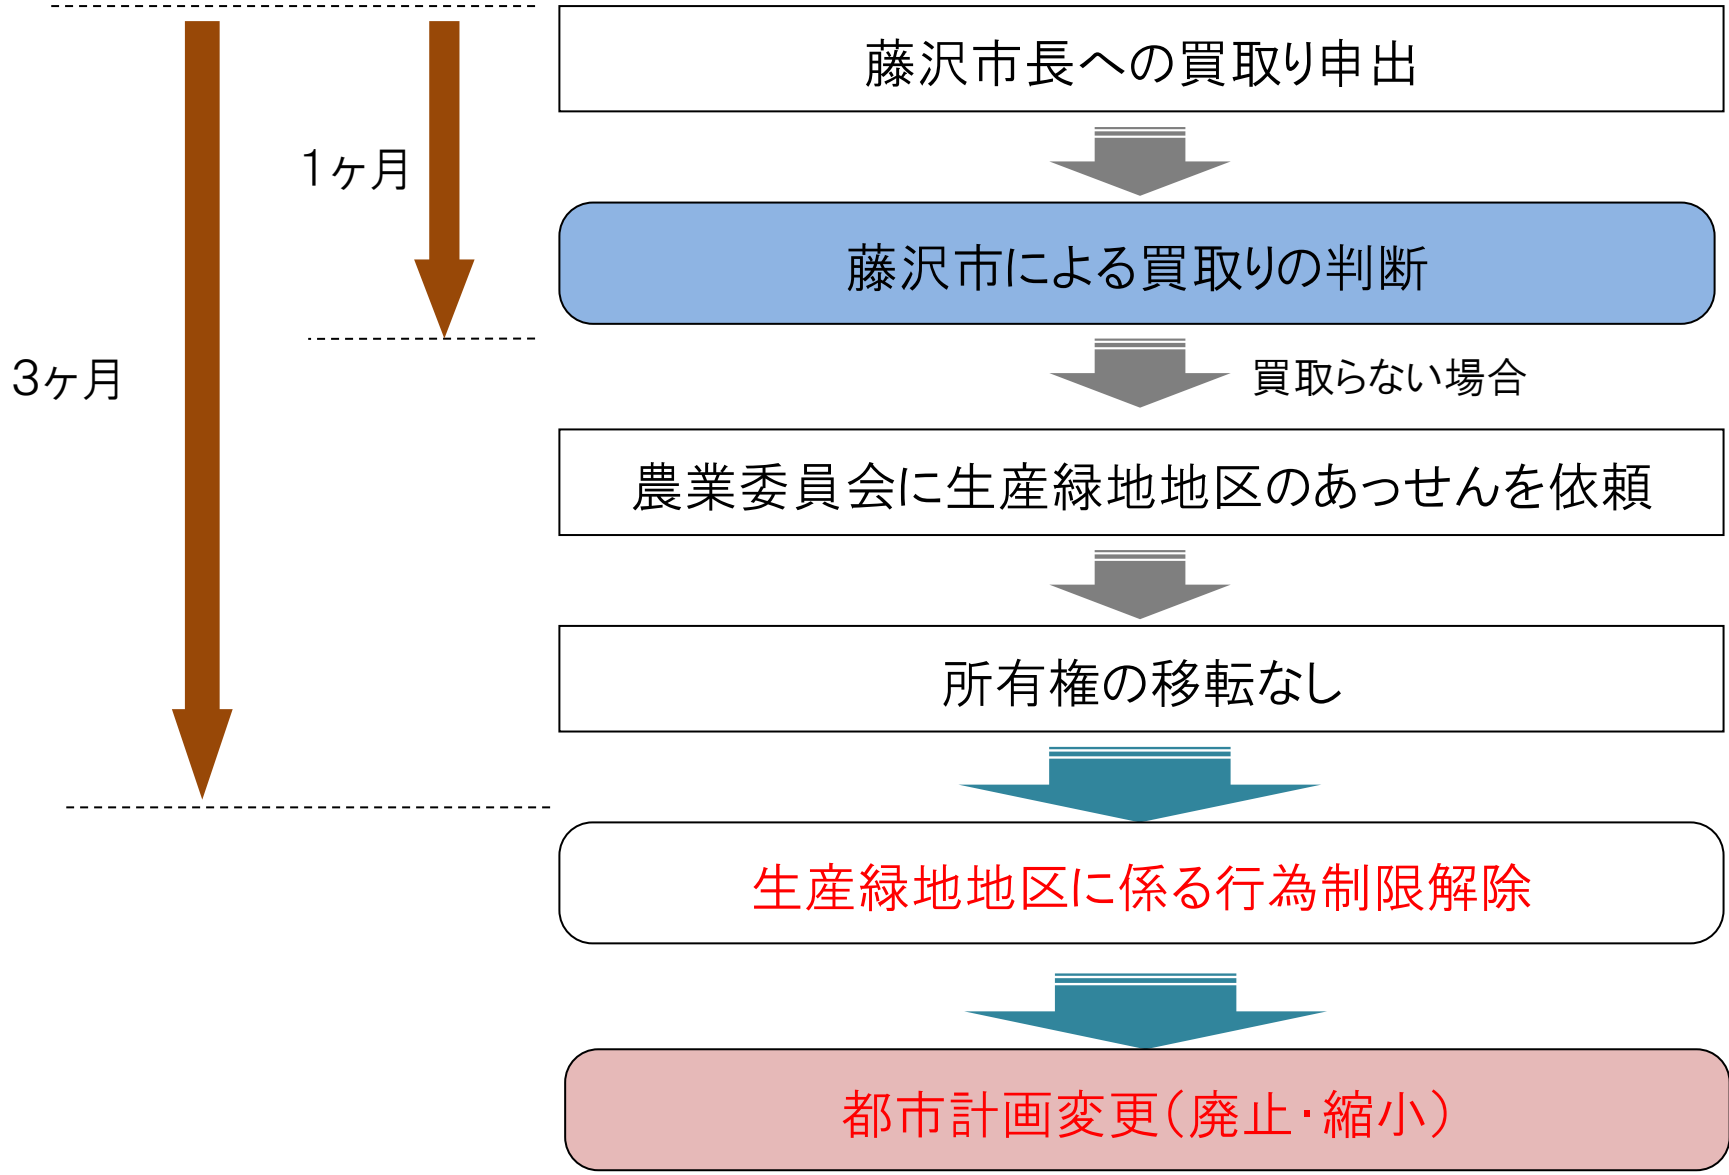 藤沢市長への買取り申出
1ヶ月
藤沢市による買取りの判断
3ヶ月
買取らない場合
農業委員会に生産緑地地区のあっせんを依頼
所有権の移転なし
生産緑地地区に係る行為制限解除
都市計画変更（廃止・縮小）